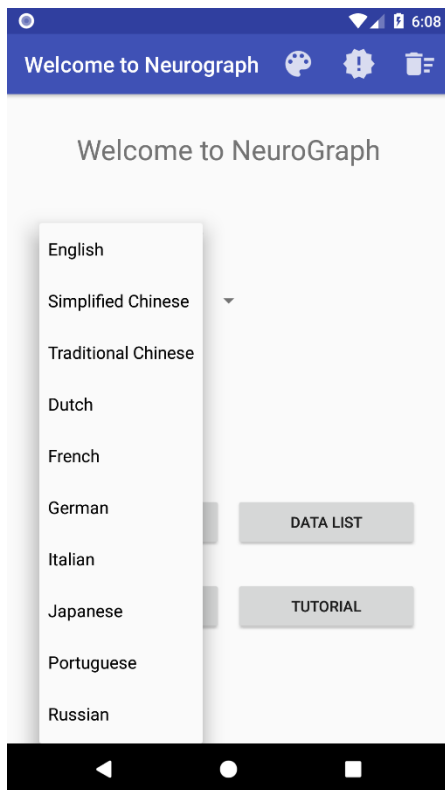 6:08
Welcome to Neurograph
Welcome to NeuroGraph
English
Simplified Chinese
Traditional Chinese
Dutch
French
German
DATA LIST
Italian
Japanese
TUTORIAL
Portuguese
Russian